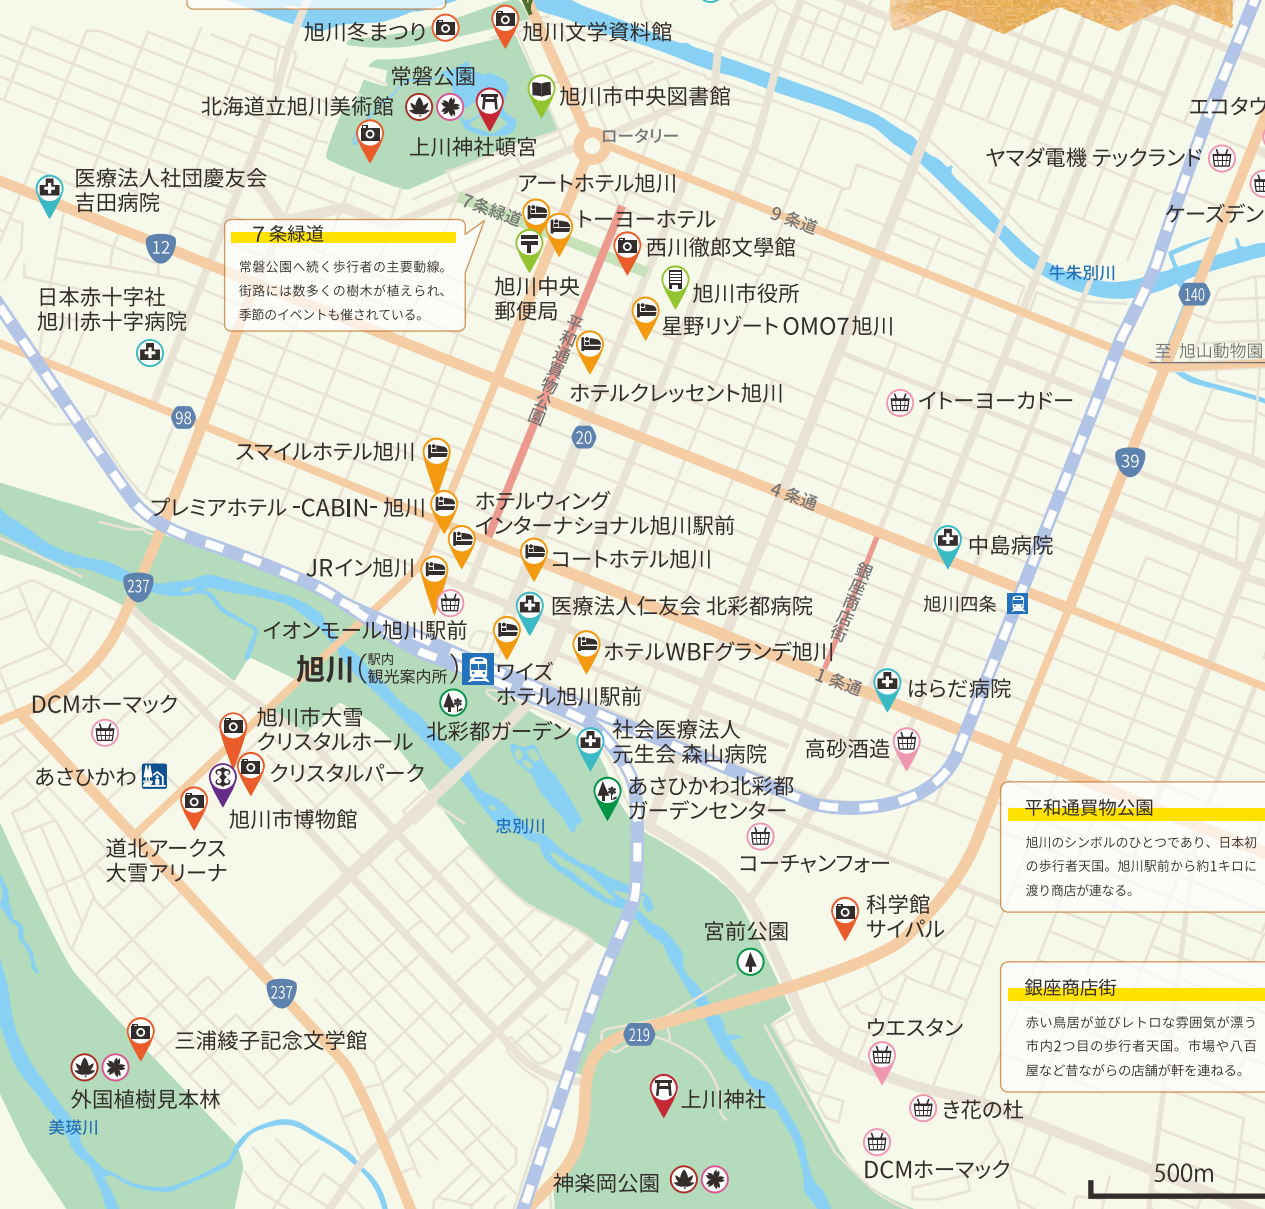 旭川冬まつり
旭川文学資料館
常磐公園
北海道立旭川美術館
旭川市中央図書館
上川神社頓宮
ロータリー
エコタウ
ヤマダ電機 テックランド
ケーズデン
医療法人社団慶友会
吉田病院
アートホテル旭川
7条緑道
トーヨーホテル
9条道
西川徹郎文學館
7条緑道
常磐公園へ続く歩行者の主要動線。
街路には数多くの樹木が植えられ、
季節のイベントも催されている。
12
牛朱別川
140
日本赤十字社
旭川赤十字病院
旭川中央
郵便局
旭川市役所
星野リゾート OMO7旭川
平和通買物公園
至 旭山動物園
ホテルクレッセント旭川
イトーヨーカドー
98
20
39
スマイルホテル旭川
プレミアホテル -CABIN- 旭川
ホテルウィング
インターナショナル旭川駅前
4条通
JRイン旭川
コートホテル旭川
中島病院
銀座商店街
237
医療法人仁友会 北彩都病院
旭川四条
イオンモール旭川駅前
ホテルWBFグランデ旭川
旭川(駅内
観光案内所)
ワイズ
ホテル旭川駅前
1条通
はらだ病院
DCMホーマック
旭川市大雪
クリスタルホール
北彩都ガーデン
社会医療法人
元生会 森山病院
高砂酒造
あさひかわ
クリスタルパーク
あさひかわ北彩都
ガーデンセンター
旭川市博物館
忠別川
道北アークス
大雪アリーナ
コーチャンフォー
平和通買物公園
旭川のシンボルのひとつであり、日本初
の歩行者天国。旭川駅前から約1キロに
渡り商店が連なる。
科学館
サイパル
宮前公園
237
219
銀座商店街
赤い鳥居が並びレトロな雰囲気が漂う
市内2つ目の歩行者天国。市場や八百
屋など昔ながらの店舗が軒を連ねる。
三浦綾子記念文学館
ウエスタン
外国植樹見本林
上川神社
き花の杜
美瑛川
DCMホーマック
神楽岡公園
500m